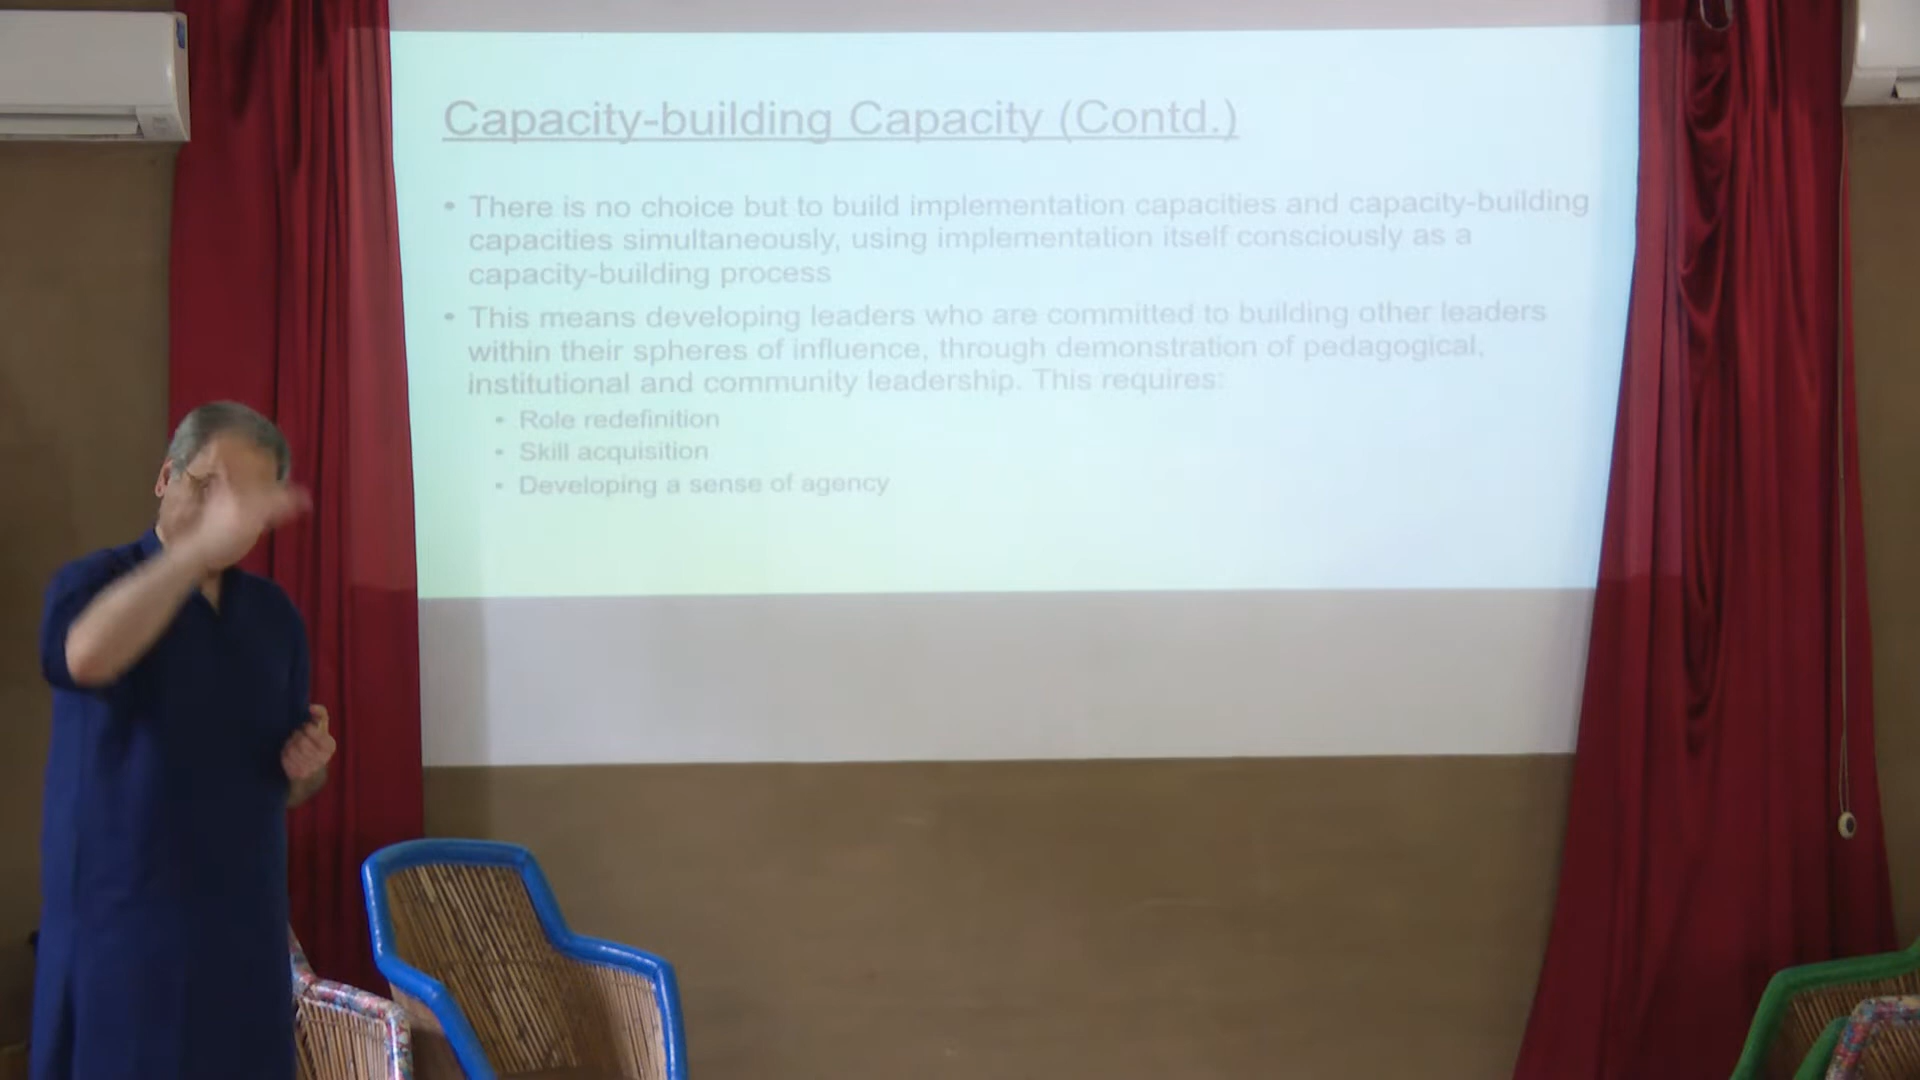 Capacity-building Capacity (Contd.)
• There is no choice but to build implementation capacities and capacity-building
capacities simultaneously, using implementation itself consciously as a
capacity-building process
• This means developing leaders who are committed to building other leaders
within their spheres of influence, through demonstration of pedagogical,
institutional and community leadership. This requires:
• Role redefinition
• Skill acquisition
• Developing a sense of agency